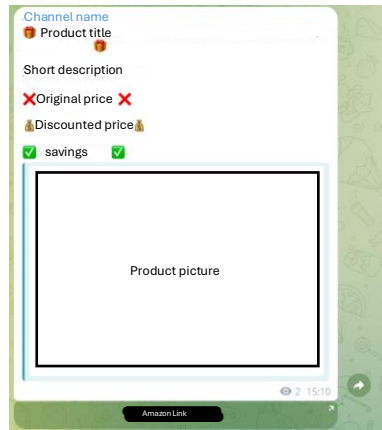 Channel name
🎁 Product title
🎁
Short description
❌Original price ❌
💰Discounted price💰
✅ savings ✅
Product picture
2 15:10
Amazon Link